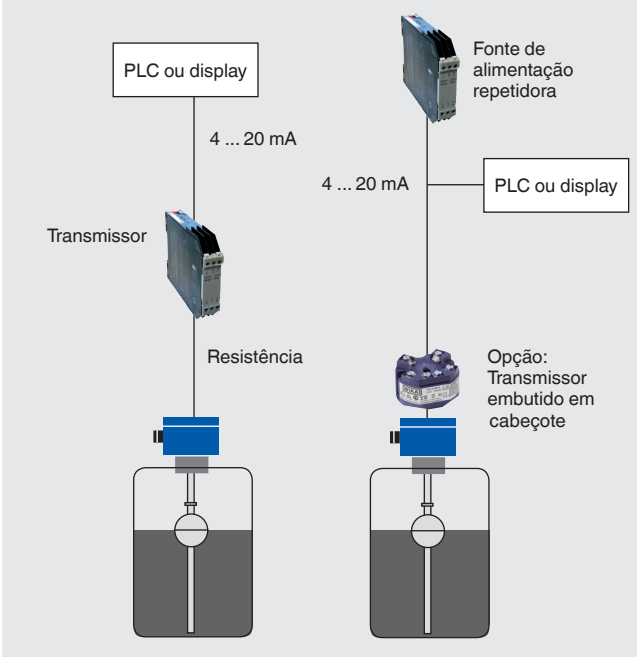 PLC ou display
4 ... 20 mA
Transmissor
Resistência
Fonte de
alimentação
repetidora
4 ... 20 mA
PLC ou display
Opção:
Transmissor
embutido em
cabeçote
WIKA